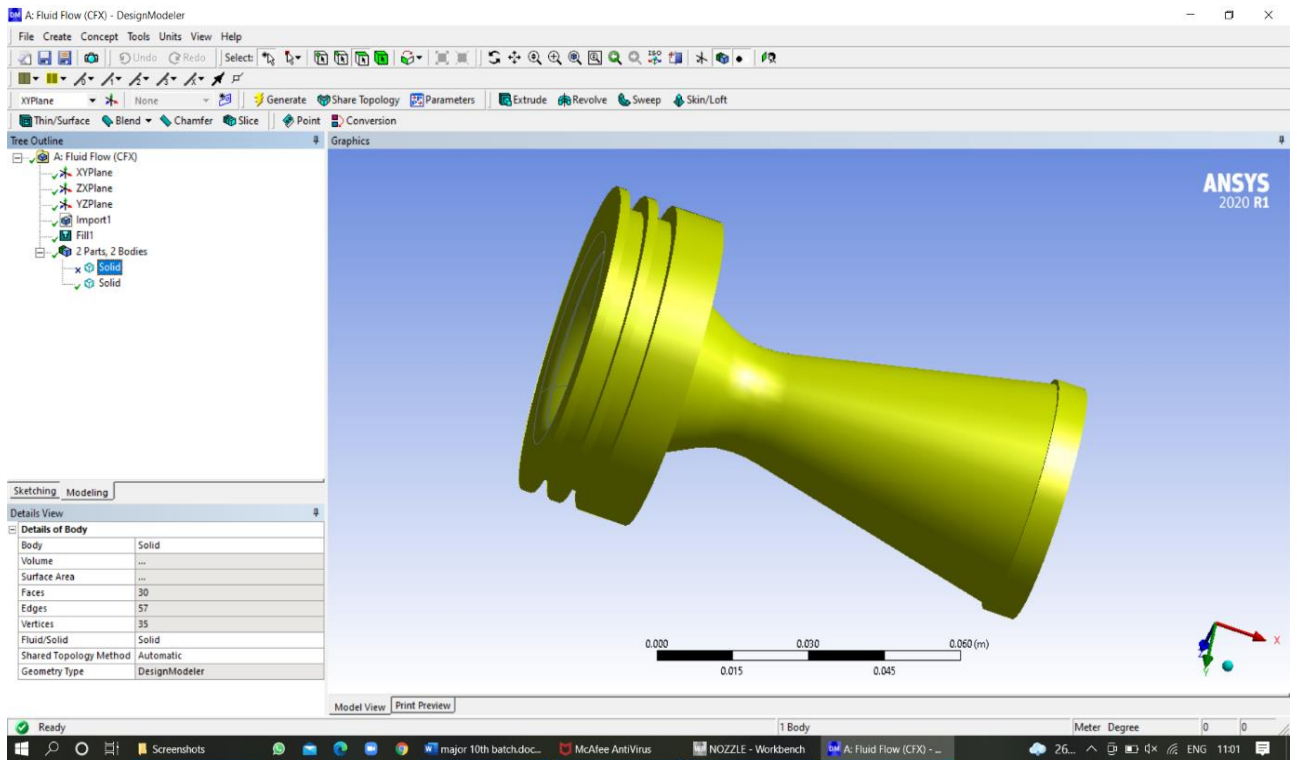 A: Fluid Flow (CFX) - DesignModeler
File Create Concept Tools Units View Help
Undo Redo Select:
XYPlane None Generate Share Topology Parameters Extrude Revolve Sweep Skin/Loft
Thin/Surface Blend Chamfer Slice Point Conversion
Tree Outline
A: Fluid Flow (CFX)
XYPlane
ZXPlane
YZPlane
Import1
Fill1
2 Parts, 2 Bodies
Solid
Solid
Sketching Modeling
Details View
Details of Body
Body Solid
Volume ...
Surface Area ...
Faces 30
Edges 57
Vertices 35
Fluid/Solid Solid
Shared Topology Method Automatic
Geometry Type DesignModeler
Graphics
ANSYS
2020 R1
0.000 0.030 0.060 (m)
0.015 0.045
X
Y
Model View Print Preview
Ready 1 Body Meter Degree 0 0
Screenshots major 10th batch.doc... McAfee AntiVirus NOZZLE - Workbench A: Fluid Flow (CFX) - ... 26... ENG 11:01